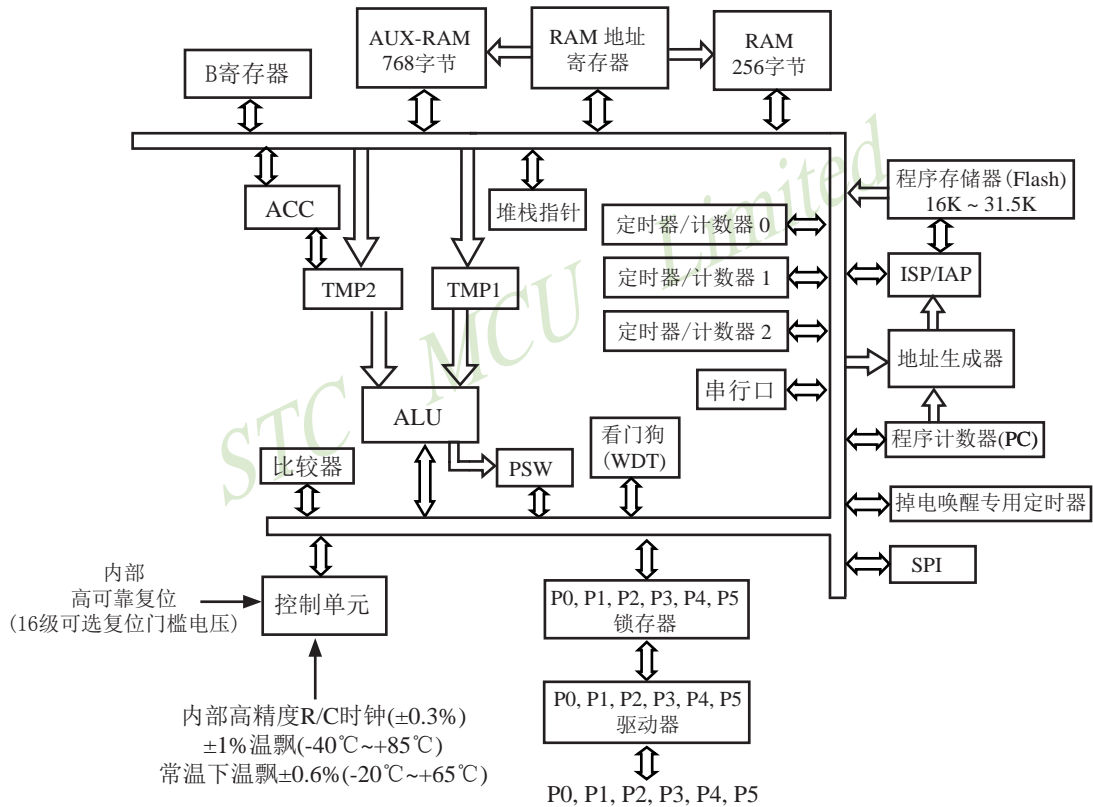 AUX-RAM
768字节
RAM 地址
寄存器
RAM
256字节
B寄存器
ACC
堆栈指针
程序存储器(Flash)
16K ~ 31.5K
定时器/计数器 0
定时器/计数器 1
ISP/IAP
TMP2
TMP1
定时器/计数器 2
地址生成器
串行口
ALU
看门狗
(WDT)
程序计数器(PC)
比较器
PSW
掉电唤醒专用定时器
SPI
内部
高可靠复位
(16级可选复位门槛电压)
控制单元
P0, P1, P2, P3, P4, P5
锁存器
P0, P1, P2, P3, P4, P5
驱动器
内部高精度R/C时钟(±0.3%)
±1%温飘(-40℃~+85℃)
常温下温飘±0.6%(-20℃~+65℃)
P0, P1, P2, P3, P4, P5
STC MCU Limited